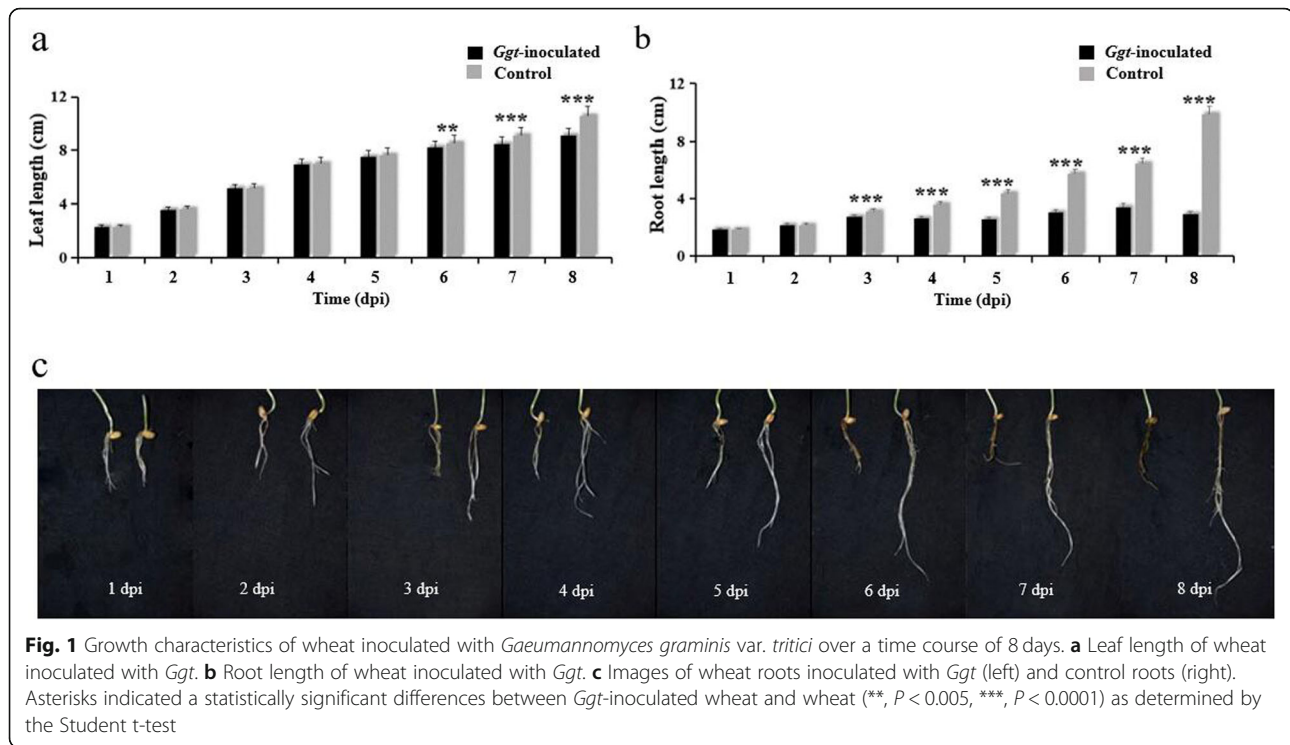 a
Ggt-inoculated
Control
12
8
4
0
Leaf length (cm)
** *** ***
1 2 3 4 5 6 7 8
Time (dpi)
b
Ggt-inoculated
Control
12
8
4
0
Root length (cm)
*** *** *** *** *** ***
1 2 3 4 5 6 7 8
Time (dpi)
c
1 dpi 2 dpi 3 dpi 4 dpi 5 dpi 6 dpi 7 dpi 8 dpi
Fig. 1 Growth characteristics of wheat inoculated with Gaeumannomyces graminis var. tritici over a time course of 8 days. a Leaf length of wheat
inoculated with Ggt. b Root length of wheat inoculated with Ggt. c Images of wheat roots inoculated with Ggt (left) and control roots (right).
Asterisks indicated a statistically significant differences between Ggt-inoculated wheat and wheat (**, P < 0.005, ***, P < 0.0001) as determined by
the Student t-test